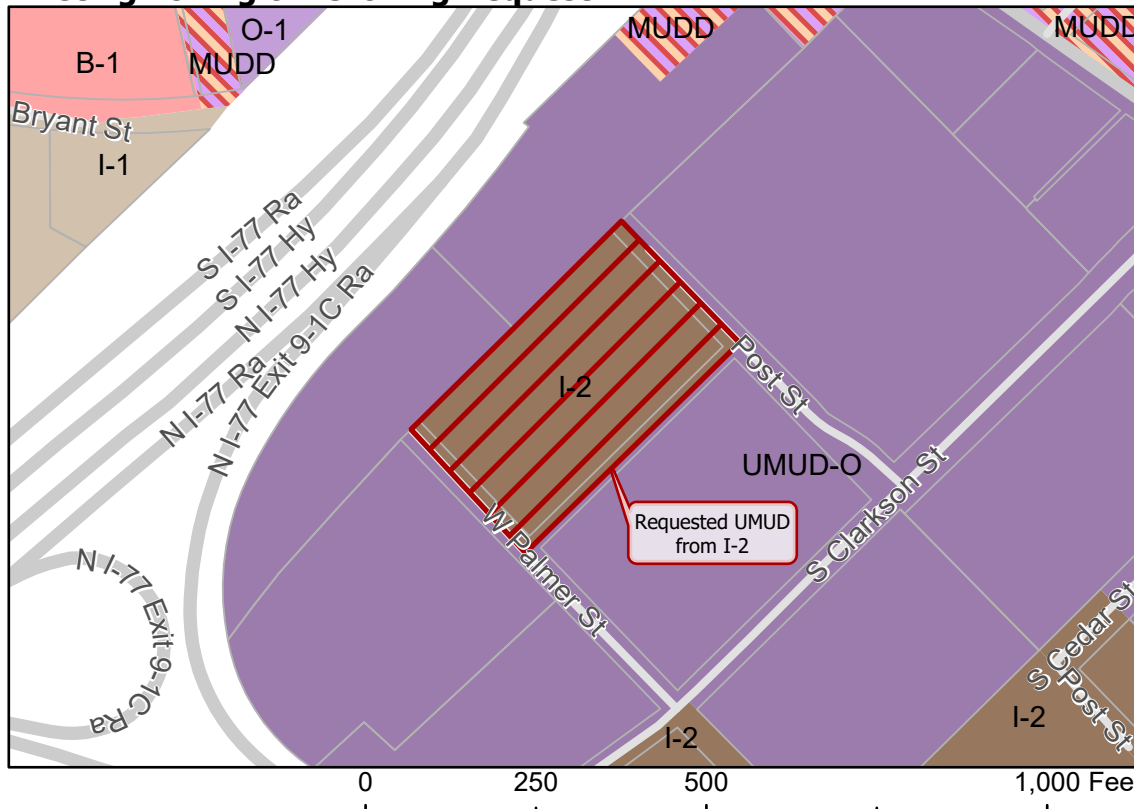 O-1
MUDD
MUDD
MUDD
B-1
Bryant St
I-1
S I-77 Ra
S I-77 Hy
N I-77 Hy
N I-77 Exit 9-1C Ra
N I-77 Ra
I-2
Post St
UMUD-O
Requested UMUD
from I-2
S Clarkson St
W Palmer St
N I-77 Exit 9-1C Ra
S Cedar St
Post St
I-2
I-2
0 250 500 1,000 Fee